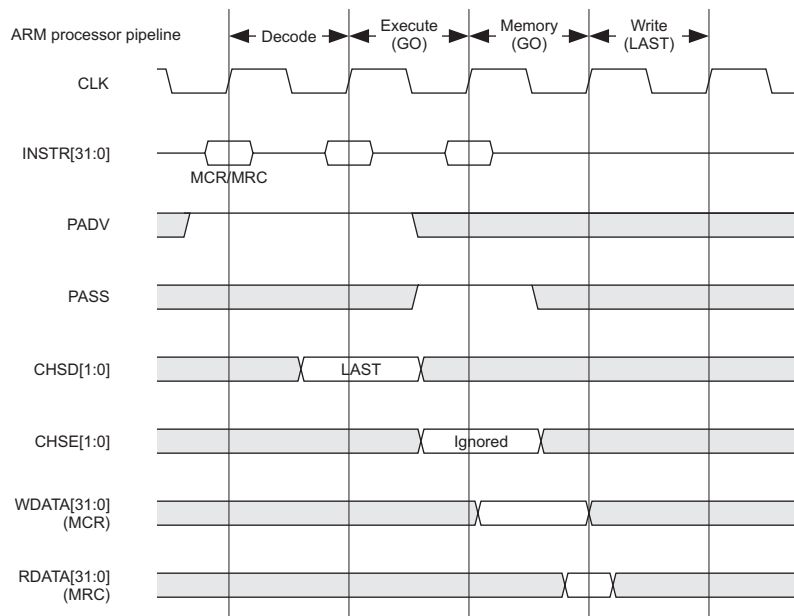 ARM processor pipeline
Decode
Execute
(GO)
Memory
(GO)
Write
(LAST)
CLK
INSTR[31:0]
MCR/MRC
PADV
PASS
CHSD[1:0]
LAST
CHSE[1:0]
Ignored
WDATA[31:0]
(MCR)
RDATA[31:0]
(MRC)